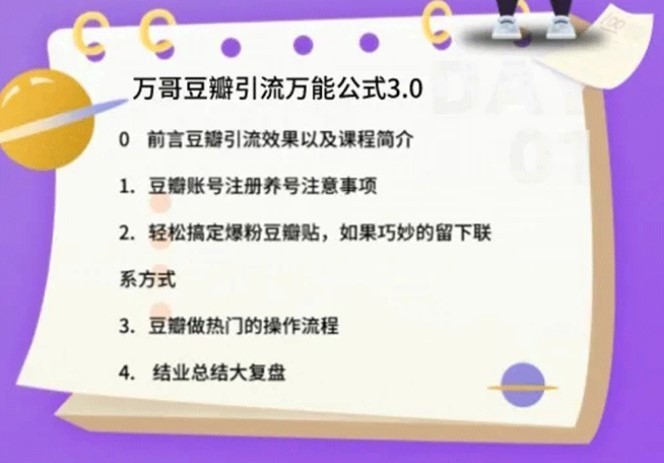 万哥豆瓣引流万能公式3.0
0 前言豆瓣引流效果以及课程简介
1. 豆瓣账号注册养号注意事项
2. 轻松搞定爆粉豆瓣贴，如果巧妙的留下联
系方式
3. 豆瓣做热门的操作流程
4. 结业总结大复盘
DAY
01
100